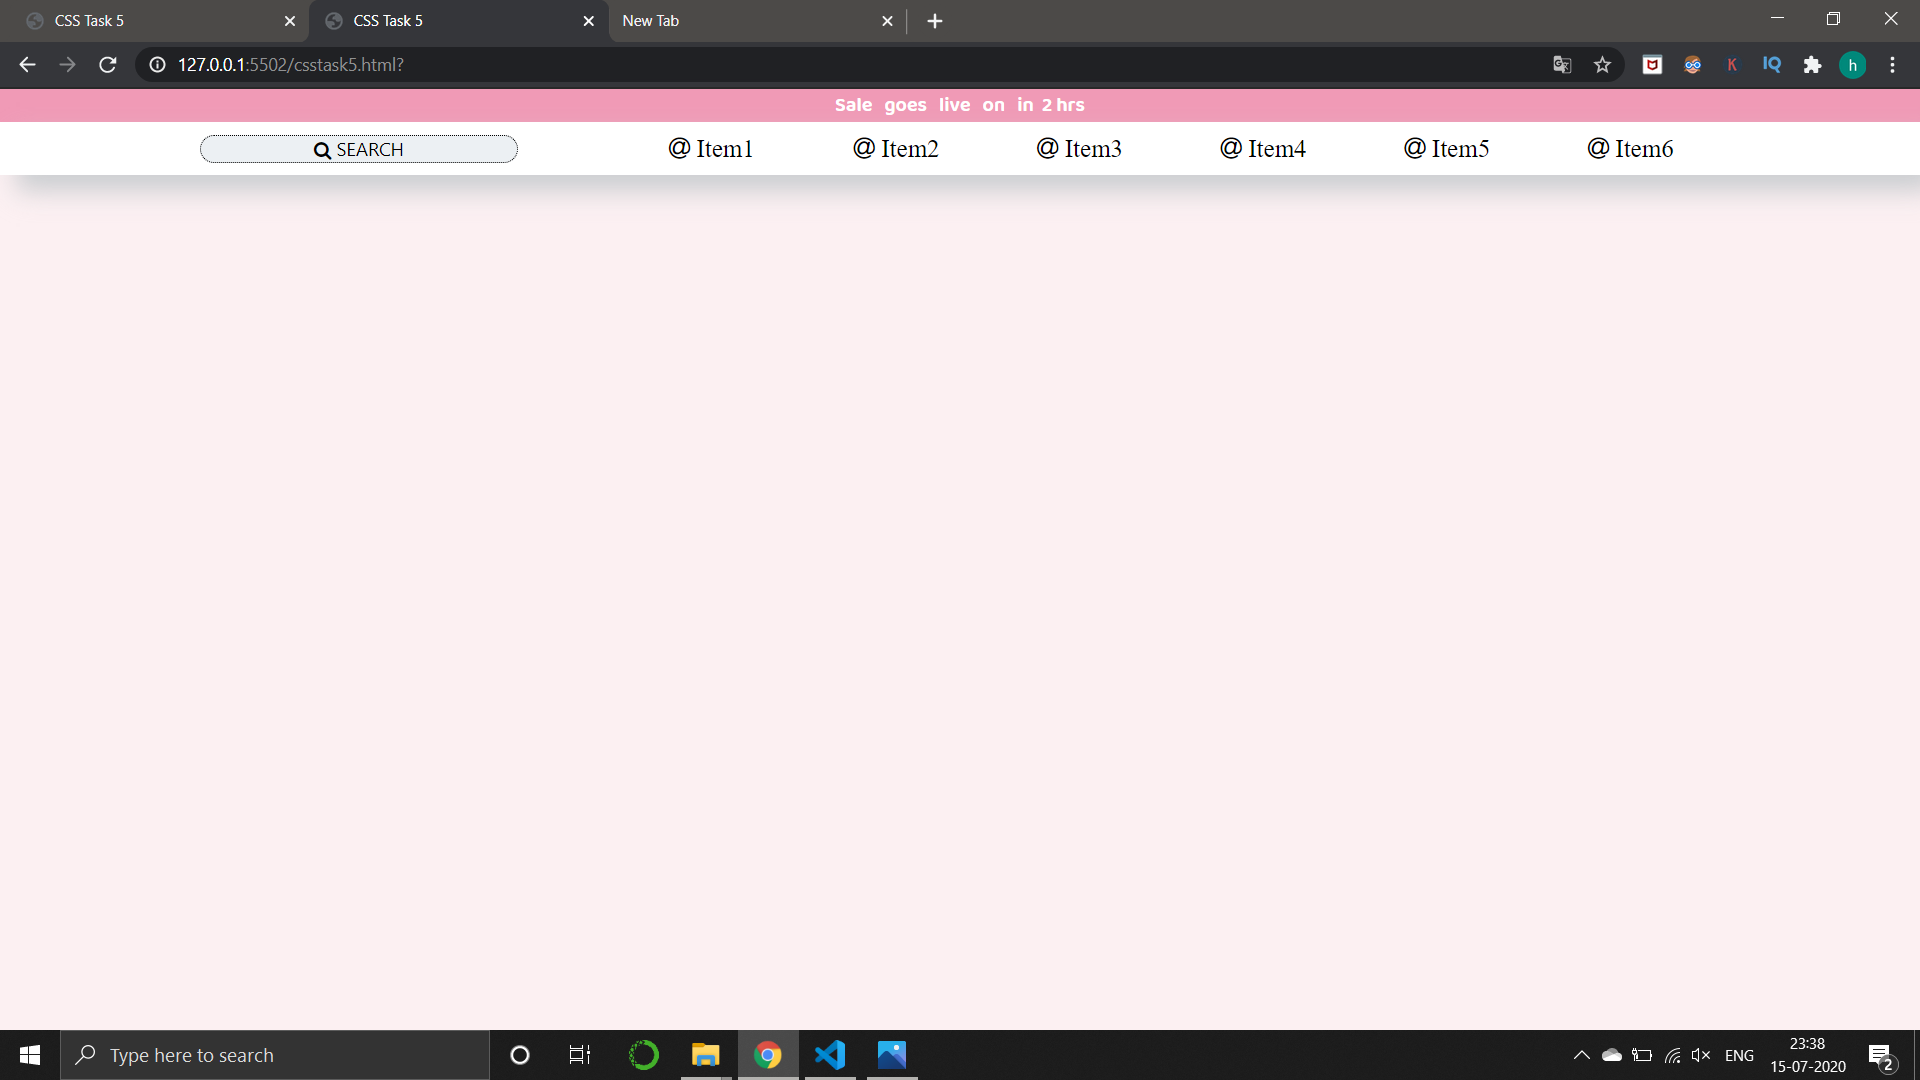 CSS Task 5
CSS Task 5
New Tab
127.0.0.1:5502/csstask5.html?
K
IQ
h
Sale goes live on in 2 hrs
SEARCH
@ Item1
@ Item2
@ Item3
@ Item4
@ Item5
@ Item6
Type here to search
ENG
23:38
15-07-2020
2